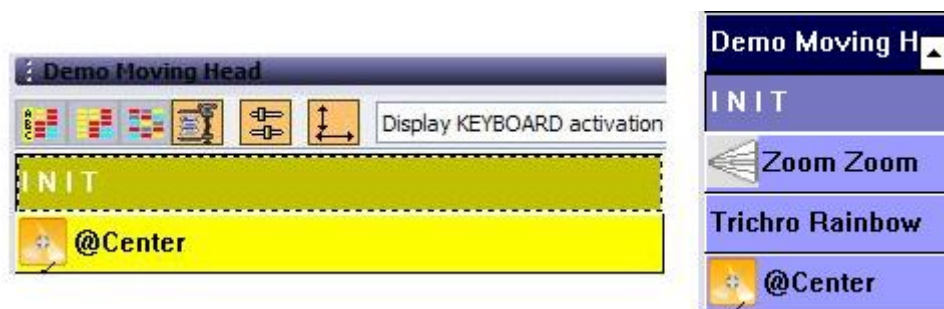 Demo Moving Head
Display KEYBOARD activation
I N I T
@Center
Demo Moving H
I N I T
Zoom Zoom
Trichro Rainbow
@Center